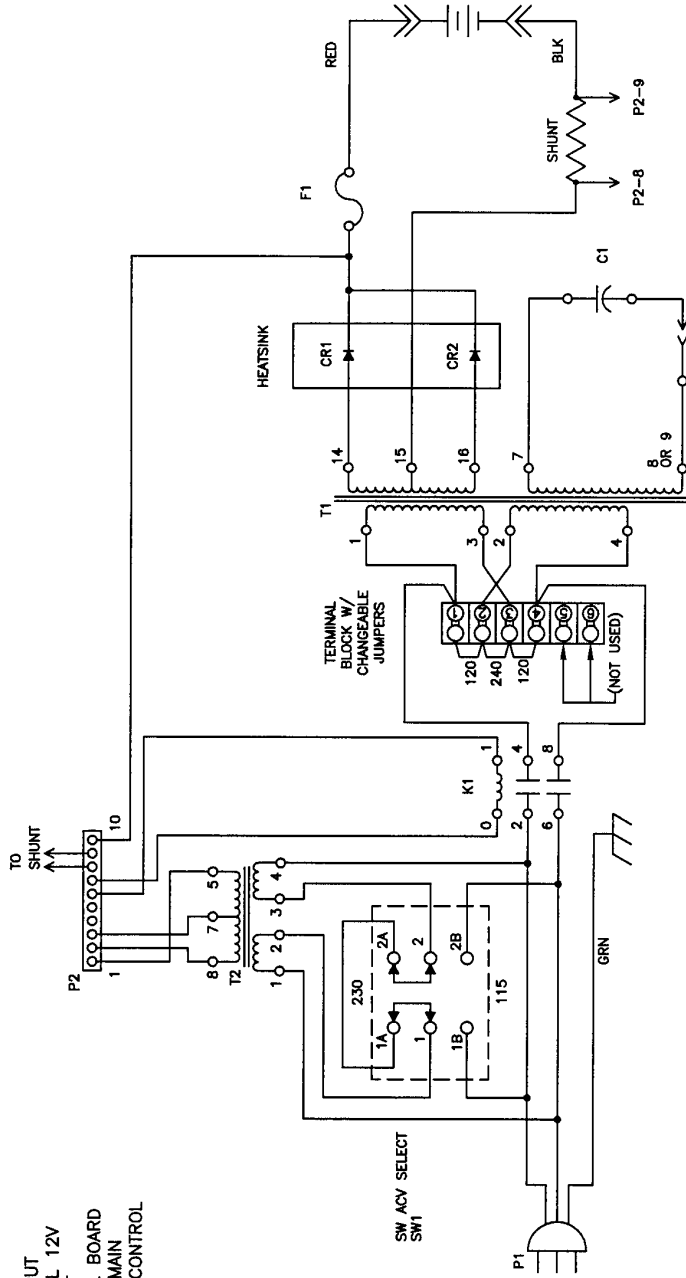 UT
L 12V
BOARD
MAIN
CONTROL
TO
SHUNT
P2
1
10
8
7
5
T2
1
2
3
4
SW ACV SELECT
SW1
230
1A
2A
1
2
1B
2B
115
P1
GRN
K1
0
1
2
4
6
8
TERMINAL
BLOCK W/
CHANGEABLE
JUMPERS
120
240
120
1
2
3
4
5
6
(NOT USED)
T1
1
3
2
4
14
15
16
7
8
OR 9
HEATSINK
CR1
CR2
C1
F1
RED
BLK
SHUNT
P2-8
P2-9